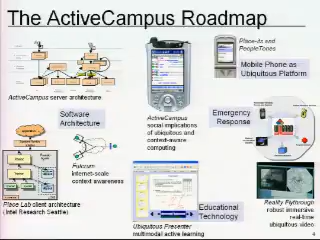 The ActiveCampus Roadmap
Place-Its and
PeopleTones
Mobile Phone as
Ubiquitous Platform
ActiveCampus server architecture
Software
Architecture
ActiveCampus
social implications
of ubiquitous and
context-aware
computing
Emergency
Response
Fulcrum
internet-scale
context awareness
Place Lab client architecture
(Intel Research Seattle)
Educational
Technology
Ubiquitous Presenter
multimodal active learning
Reality Flythrough
robust immersive
real-time
ubiquitous video
4